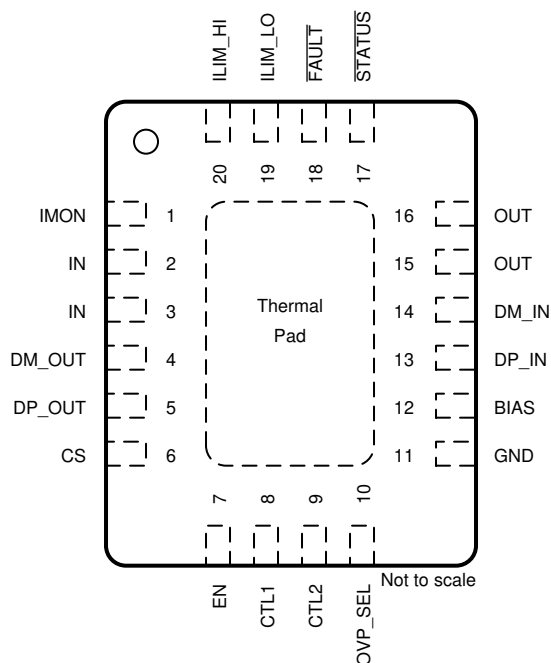 ILIM_HI
ILIM_LO
FAULT
STATUS
20
19
18
17
IMON 1
IN 2
IN 3
DM_OUT 4
DP_OUT 5
CS 6
Thermal
Pad
16 OUT
15 OUT
14 DM_IN
13 DP_IN
12 BIAS
11 GND
7
8
9
10
EN
CTL1
CTL2
OVP_SEL
Not to scale